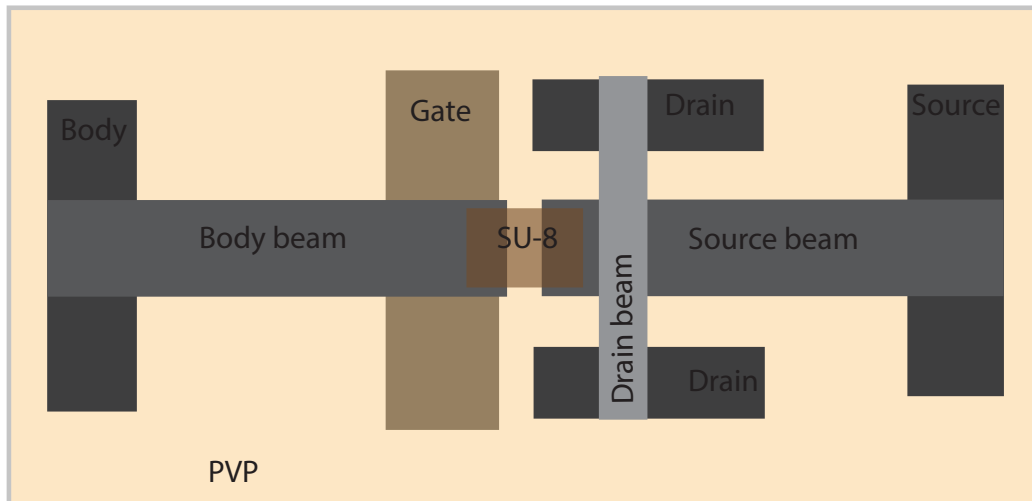 Body
Gate
Drain
Source
Body beam
SU-8
Source beam
Drain beam
Drain
PVP